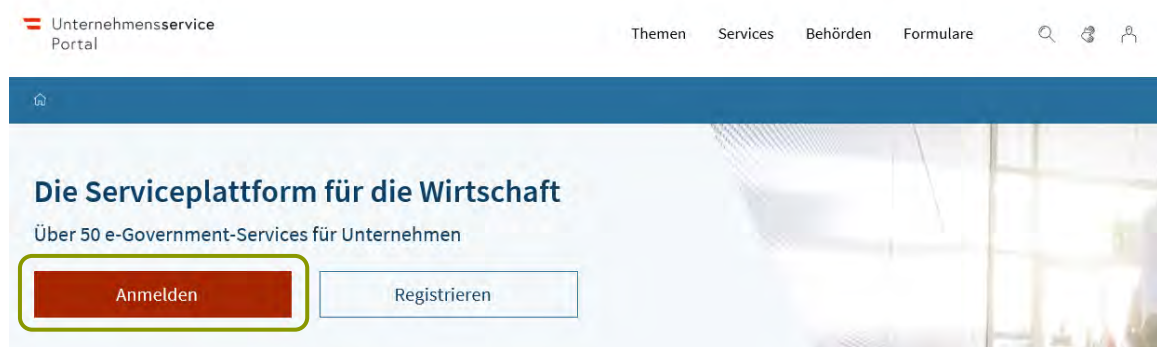 Unternehmensservice
Portal
Themen Services Behörden Formulare
Die Serviceplattform für die Wirtschaft
Über 50 e-Government-Services für Unternehmen
Anmelden Registrieren